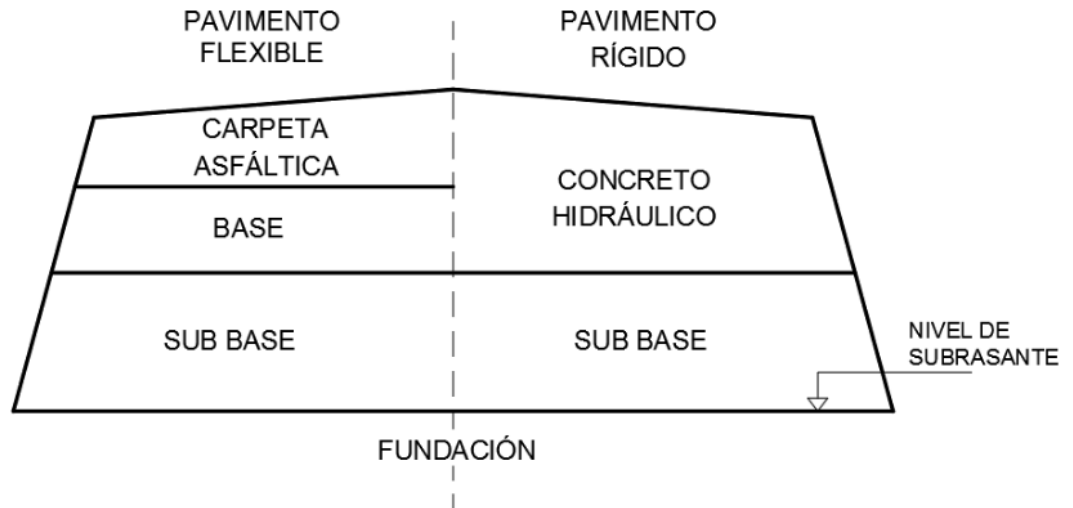 PAVIMENTO
FLEXIBLE
PAVIMENTO
RÍGIDO
CARPETA
ASFÁLTICA
CONCRETO
HIDRÁULICO
BASE
SUB BASE
SUB BASE
NIVEL DE
SUBRASANTE
FUNDACIÓN